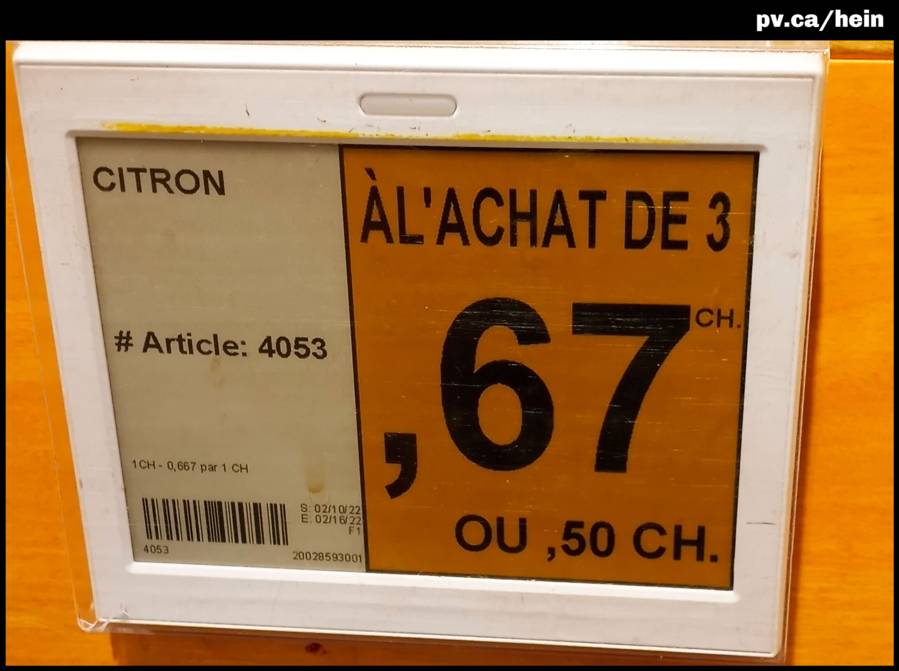 pv.ca/hein
CITRON
# Article: 4053
1CH - 0,667 par 1 CH
S: 02/10/22
E: 02/16/22
F1
4053
20028593001
À L'ACHAT DE 3
,67 CH.
OU ,50 CH.